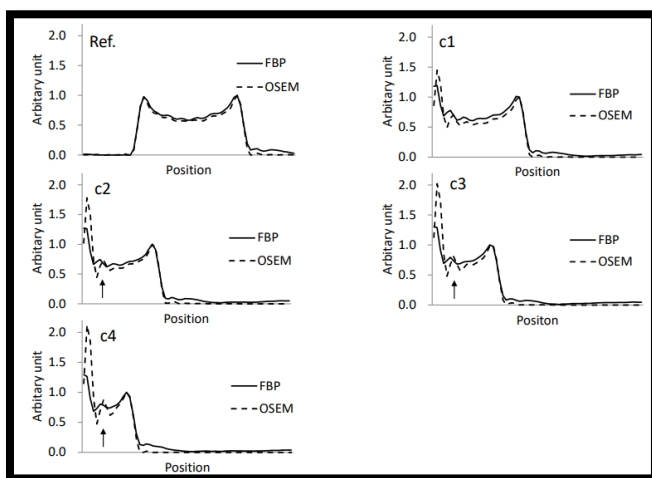 Ref.
2.0
1.5
1.0
0.5
0.0
Arbitary unit
FBP
OSEM
Position
c1
2.0
1.5
1.0
0.5
0.0
Arbitary unit
FBP
OSEM
Position
c2
2.0
1.5
1.0
0.5
0.0
Arbitary unit
FBP
OSEM
Position
c3
2.0
1.5
1.0
0.5
0.0
Arbitary unit
FBP
OSEM
Positon
c4
2.0
1.5
1.0
0.5
0.0
Arbitary unit
FBP
OSEM
Position